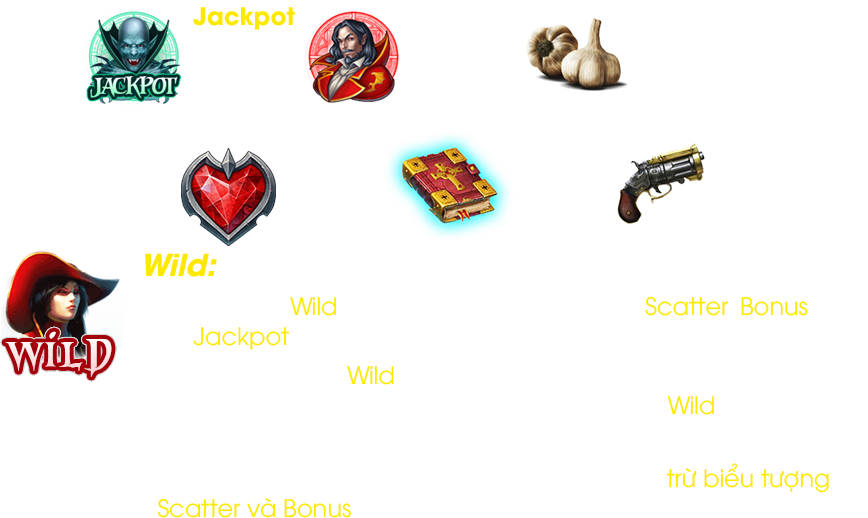 Jackpot
JACKPOT
Wild:
WILD
Wild Scatter Bonus
Jackpot
Wild
Wild
trừ biểu tượng
Scatter và Bonus